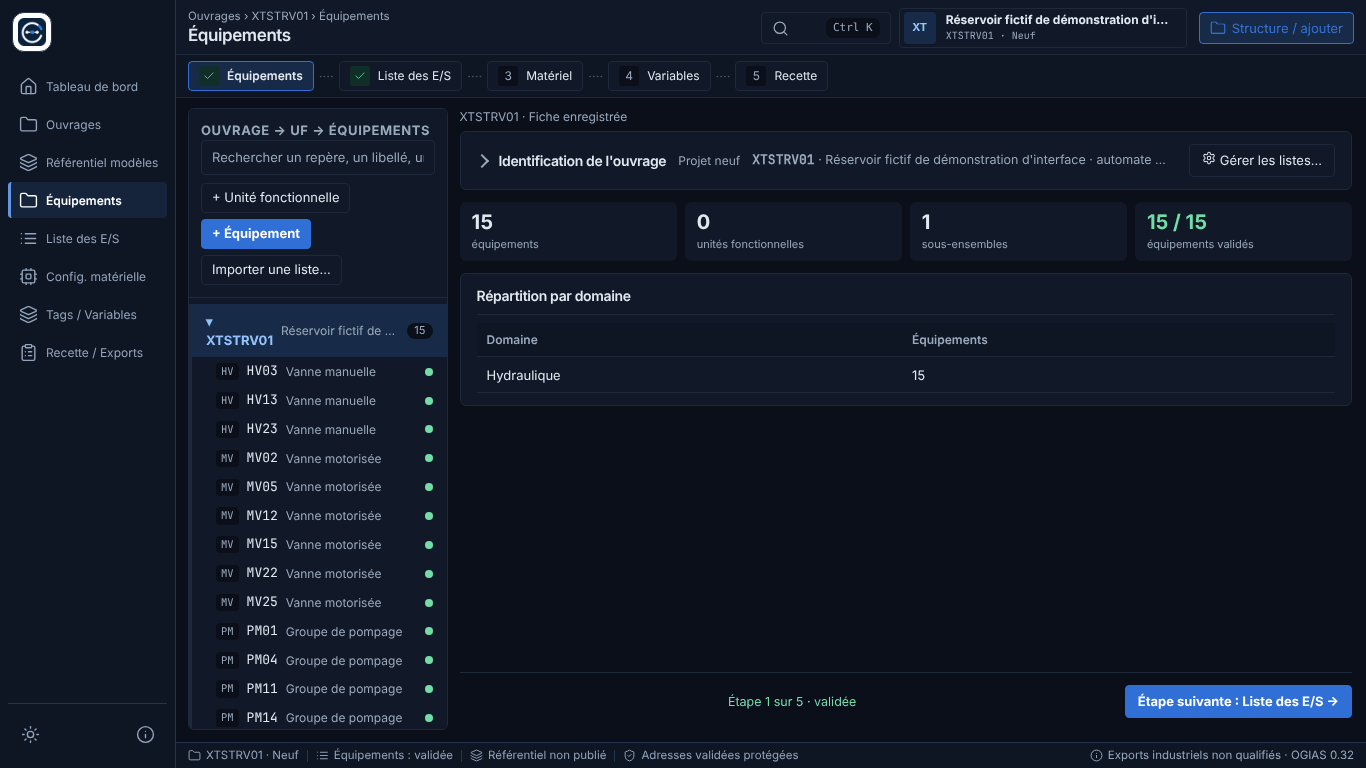 Ouvrages › XTSTRV01 › Équipements
Équipements
Ctrl K
XT
Réservoir fictif de démonstration d'i...
XTSTRV01 · Neuf
Structure / ajouter
Tableau de bord
Ouvrages
Référentiel modèles
Équipements
Liste des E/S
Config. matérielle
Tags / Variables
Recette / Exports
Équipements
Liste des E/S
3 Matériel
4 Variables
5 Recette
OUVRAGE → UF → ÉQUIPEMENTS
Rechercher un repère, un libellé, u
+ Unité fonctionnelle
+ Équipement
Importer une liste...
▾ XTSTRV01 Réservoir fictif de ... 15
HV HV03 Vanne manuelle
HV HV13 Vanne manuelle
HV HV23 Vanne manuelle
MV MV02 Vanne motorisée
MV MV05 Vanne motorisée
MV MV12 Vanne motorisée
MV MV15 Vanne motorisée
MV MV22 Vanne motorisée
MV MV25 Vanne motorisée
PM PM01 Groupe de pompage
PM PM04 Groupe de pompage
PM PM11 Groupe de pompage
PM PM14 Groupe de pompage
XTSTRV01 · Fiche enregistrée
Identification de l'ouvrage Projet neuf XTSTRV01 · Réservoir fictif de démonstration d'interface · automate ...
Gérer les listes...
15
équipements
0
unités fonctionnelles
1
sous-ensembles
15 / 15
équipements validés
Répartition par domaine
Domaine Équipements
Hydraulique 15
Étape 1 sur 5 · validée
Étape suivante : Liste des E/S →
XTSTRV01 · Neuf
Équipements : validée
Référentiel non publié
Adresses validées protégées
Exports industriels non qualifiés · OGIAS 0.32